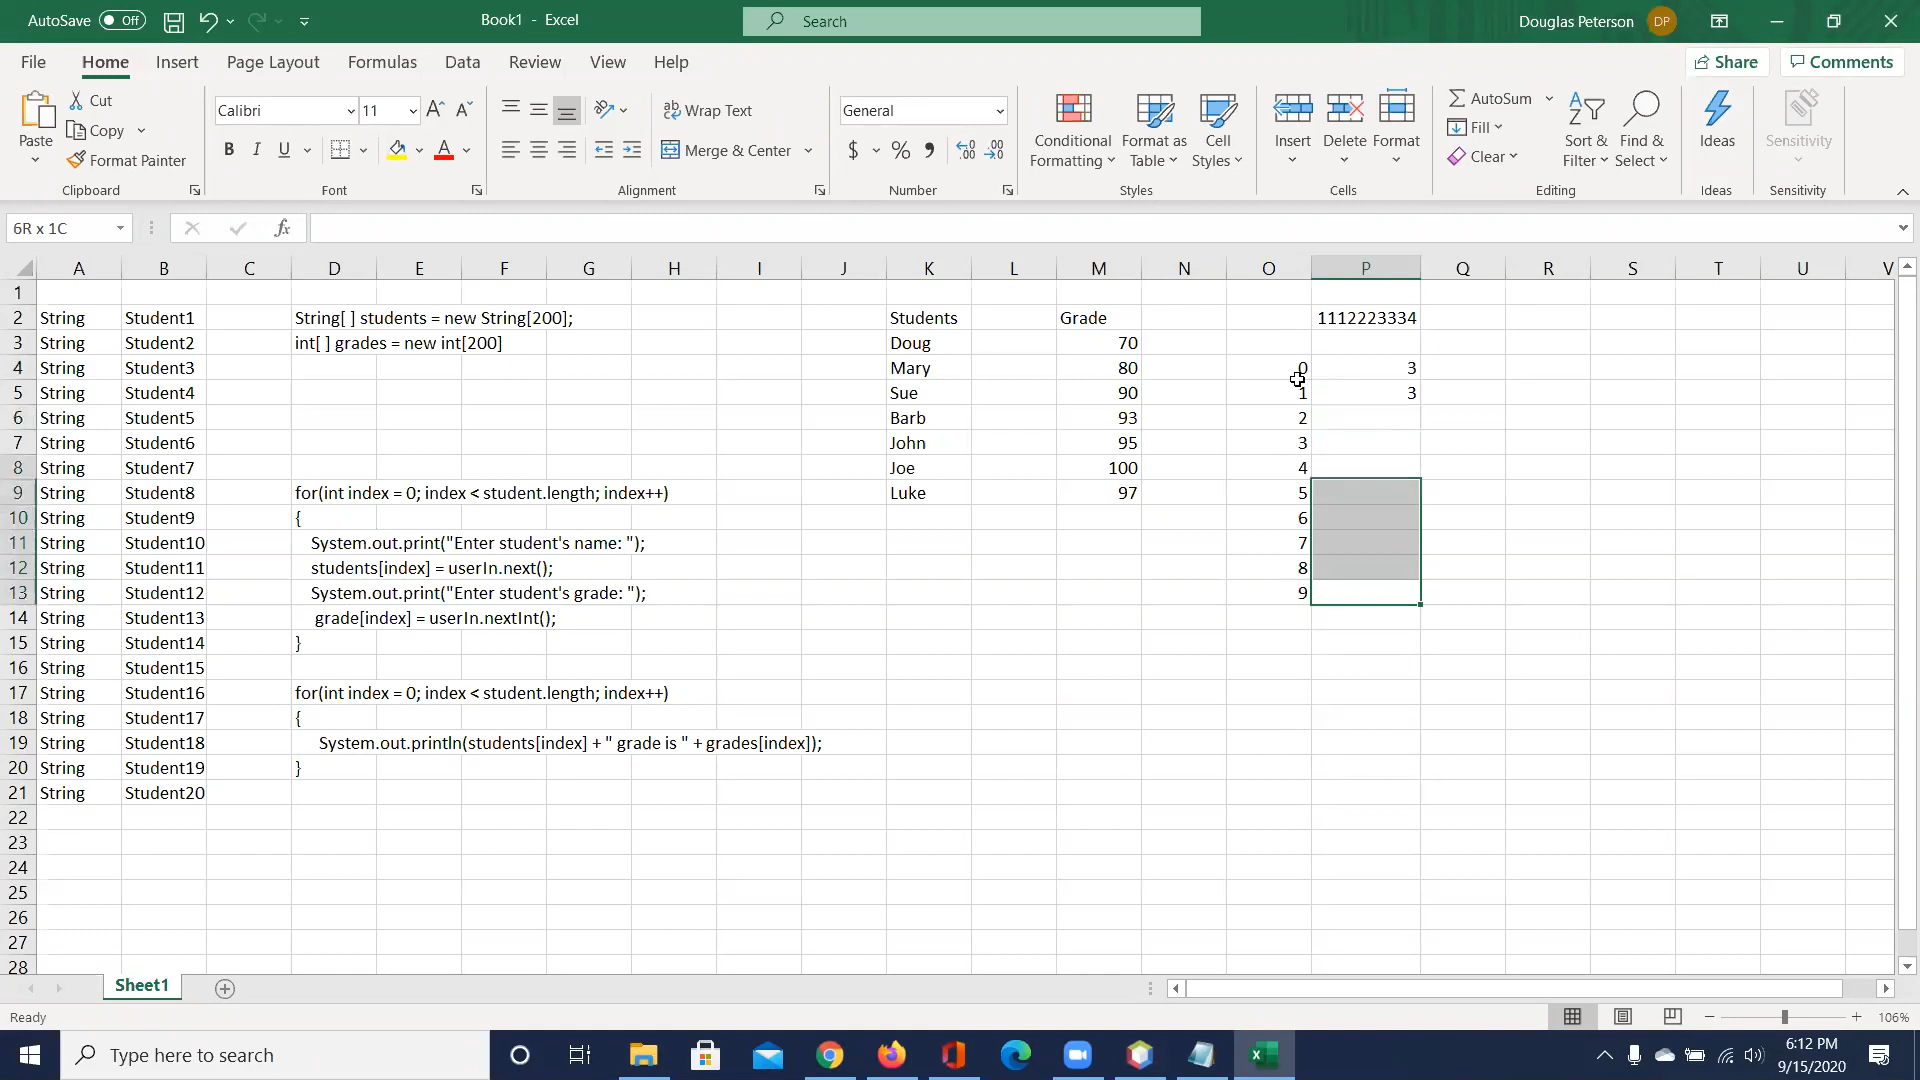 AutoSave Off Book1 - Excel Search Douglas Peterson DP
File Home Insert Page Layout Formulas Data Review View Help Share Comments
Paste Cut Copy Format Painter Clipboard
Calibri 11 A A B I U A Font
Wrap Text Merge & Center Alignment
General $ % , .00 .00 Number
Conditional Formatting Format as Table Cell Styles Styles
Insert Delete Format Cells
AutoSum Fill Clear Sort & Filter Find & Select Editing
Ideas Ideas
Sensitivity Sensitivity
6R x 1C fx
A B C D E F G H I J K L M N O P Q R S T U V
1
2 String Student1 String[ ] students = new String[200]; Students Grade 1112223334
3 String Student2 int[ ] grades = new int[200] Doug 70
4 String Student3 Mary 80 0 3
5 String Student4 Sue 90 1 3
6 String Student5 Barb 93 2
7 String Student6 John 95 3
8 String Student7 Joe 100 4
9 String Student8 for(int index = 0; index < student.length; index++) Luke 97 5
10 String Student9 { 6
11 String Student10 System.out.print("Enter student's name: "); 7
12 String Student11 students[index] = userIn.next(); 8
13 String Student12 System.out.print("Enter student's grade: "); 9
14 String Student13 grade[index] = userIn.nextInt();
15 String Student14 }
16 String Student15
17 String Student16 for(int index = 0; index < student.length; index++)
18 String Student17 {
19 String Student18 System.out.println(students[index] + " grade is " + grades[index]);
20 String Student19 }
21 String Student20
22
23
24
25
26
27
28
Sheet1
Ready 106%
Type here to search 6:12 PM
9/15/2020